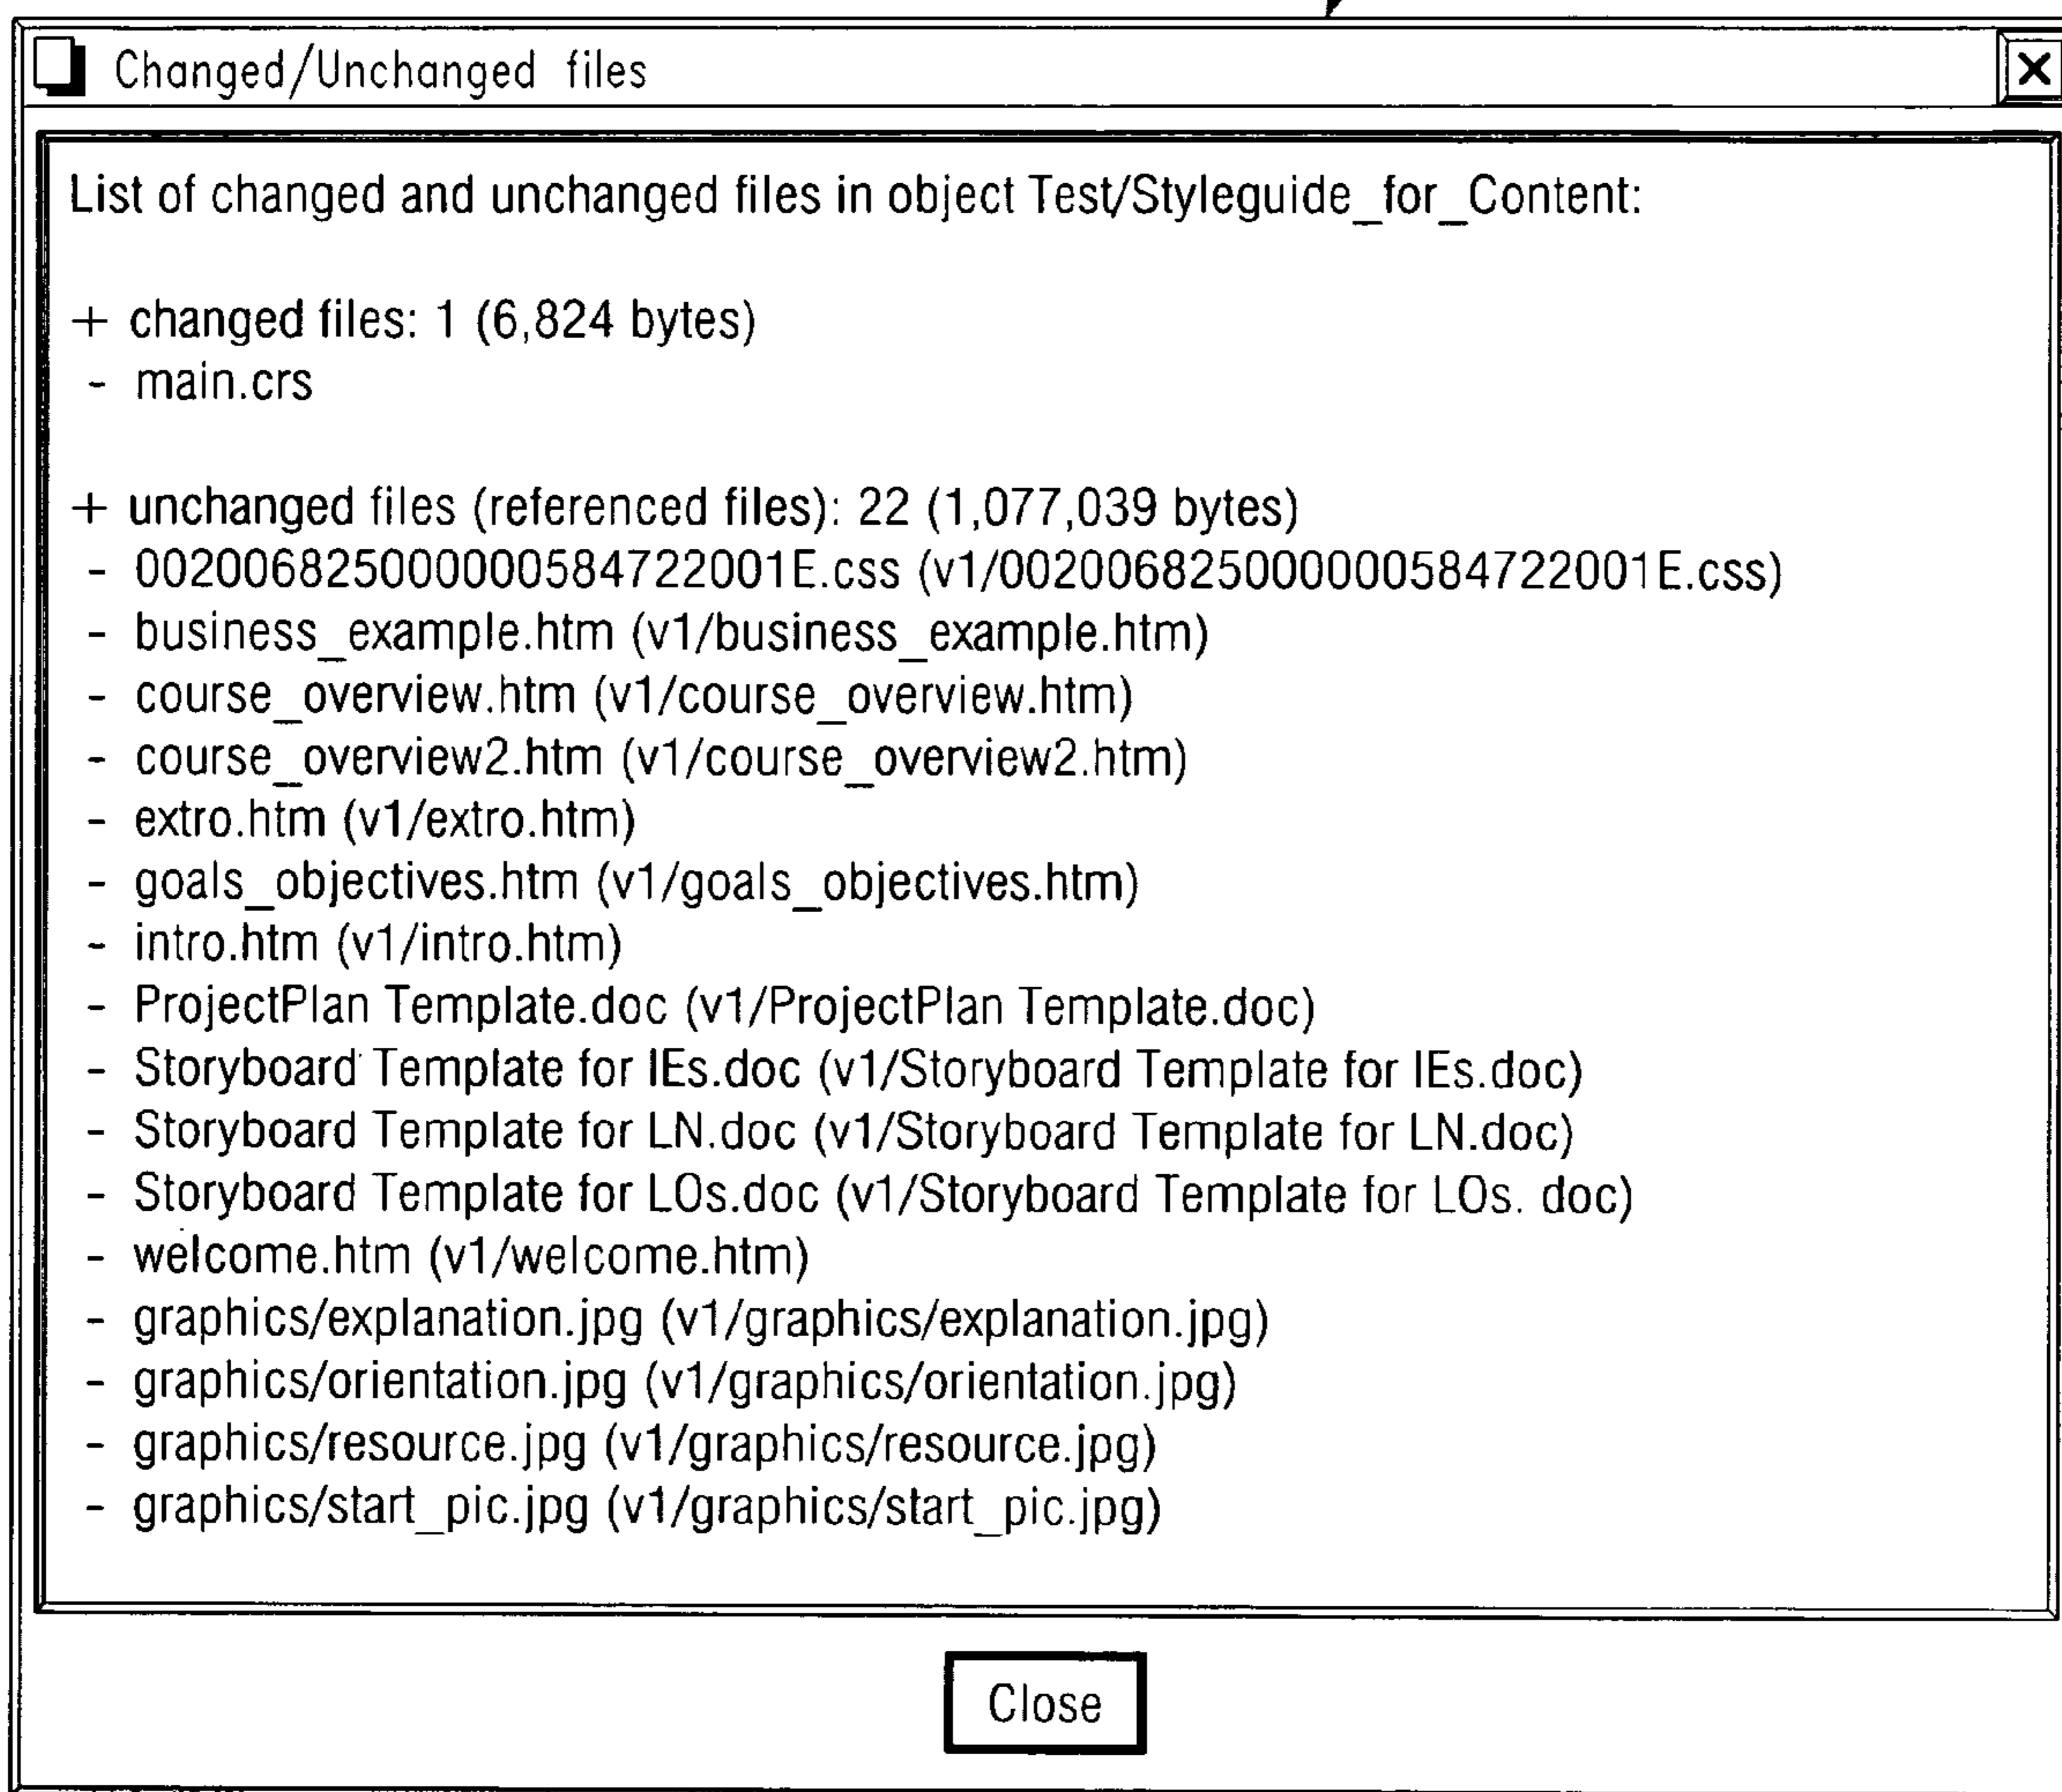 Changed/Unchanged files
List of changed and unchanged files in object Test/Styleguide_for_Content:
+ changed files: 1 (6,824 bytes)
- main.crs
+ unchanged files (referenced files): 22 (1,077,039 bytes)
- 002006825000000584722001E.css (v1/002006825000000584722001E.css)
- business_example.htm (v1/business_example.htm)
- course_overview.htm (v1/course_overview.htm)
- course_overview2.htm (v1/course_overview2.htm)
- extro.htm (v1/extro.htm)
- goals_objectives.htm (v1/goals_objectives.htm)
- intro.htm (v1/intro.htm)
- ProjectPlan Template.doc (v1/ProjectPlan Template.doc)
- Storyboard Template for IEs.doc (v1/Storyboard Template for IEs.doc)
- Storyboard Template for LN.doc (v1/Storyboard Template for LN.doc)
- Storyboard Template for LOs.doc (v1/Storyboard Template for LOs. doc)
- welcome.htm (v1/welcome.htm)
- graphics/explanation.jpg (v1/graphics/explanation.jpg)
- graphics/orientation.jpg (v1/graphics/orientation.jpg)
- graphics/resource.jpg (v1/graphics/resource.jpg)
- graphics/start_pic.jpg (v1/graphics/start_pic.jpg)
Close